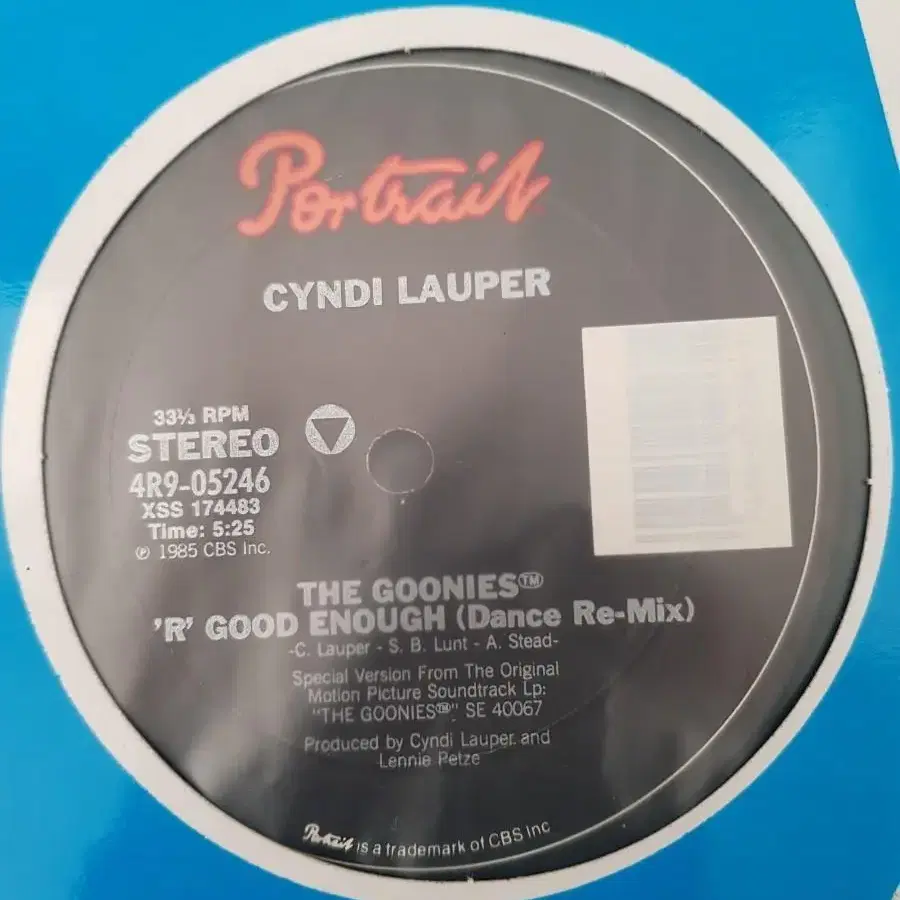 Portrait
CYNDI LAUPER
33⅓ RPM
STEREO
4R9-05246
XSS 174483
Time: 5:25
℗ 1985 CBS Inc.
THE GOONIES™
'R' GOOD ENOUGH (Dance Re-Mix)
-C. Lauper - S. B. Lunt - A. Stead-
Special Version From The Original
Motion Picture Soundtrack Lp:
"THE GOONIES™" SE 40067
Produced by Cyndi Lauper and
Lennie Petze
Portrait is a trademark of CBS Inc